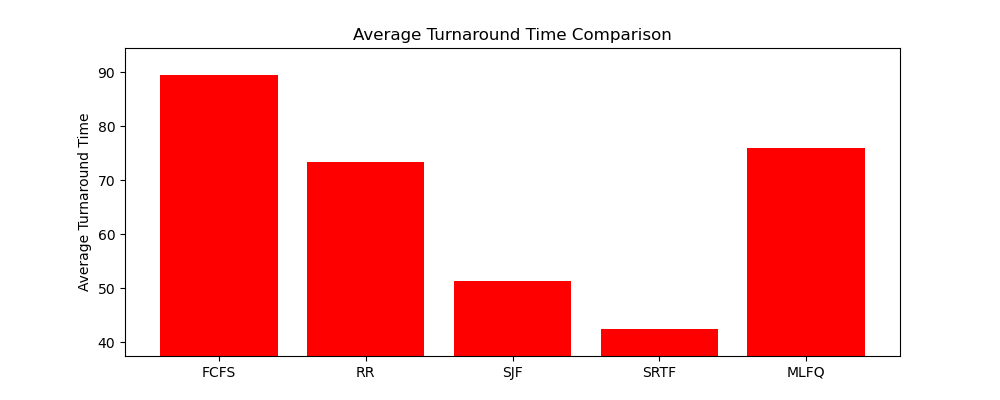 Average Turnaround Time Comparison
Average Turnaround Time
90
80
70
60
50
40
FCFS RR SJF SRTF MLFQ